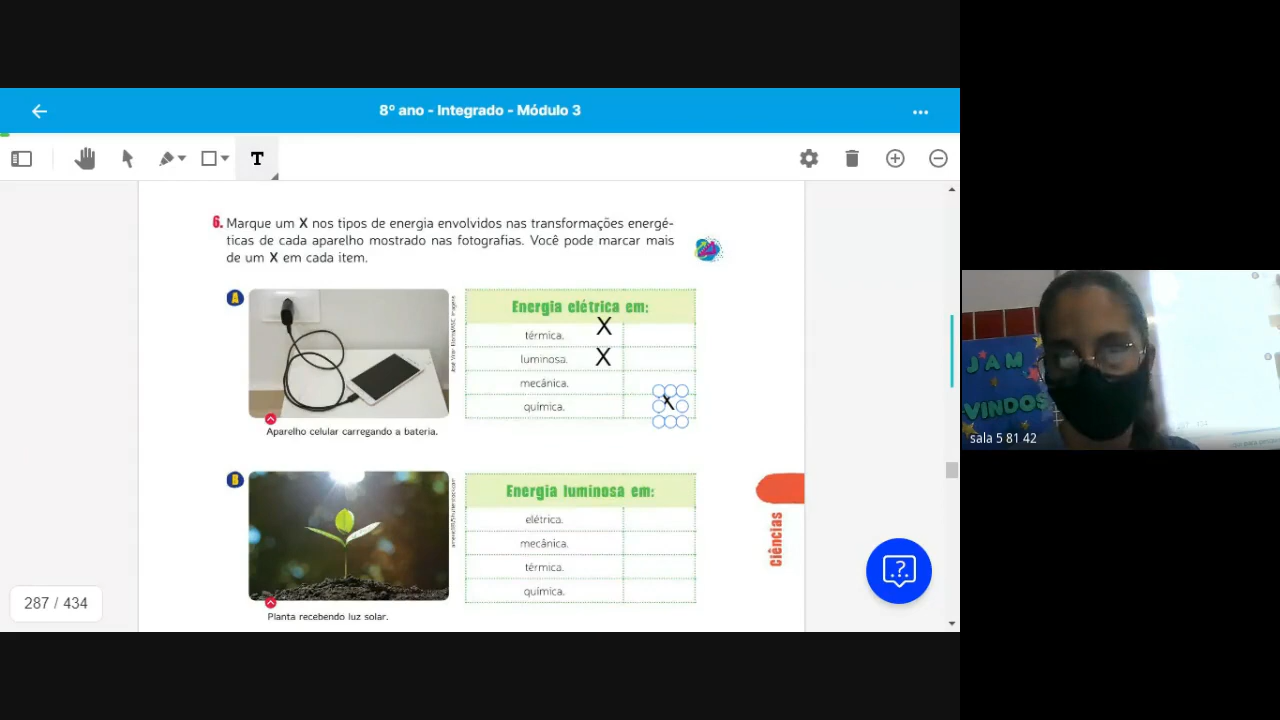 8º ano - Integrado - Módulo 3
T
6. Marque um X nos tipos de energia envolvidos nas transformações energé-
ticas de cada aparelho mostrado nas fotografias. Você pode marcar mais
de um X em cada item.
A
Energia elétrica em:
térmica. X
luminosa. X
mecânica.
química. X
Aparelho celular carregando a bateria.
B
Energia luminosa em:
elétrica.
mecânica.
térmica.
química.
Planta recebendo luz solar.
Ciências
287 / 434
JAM
VINDOS
sala 5 81 42